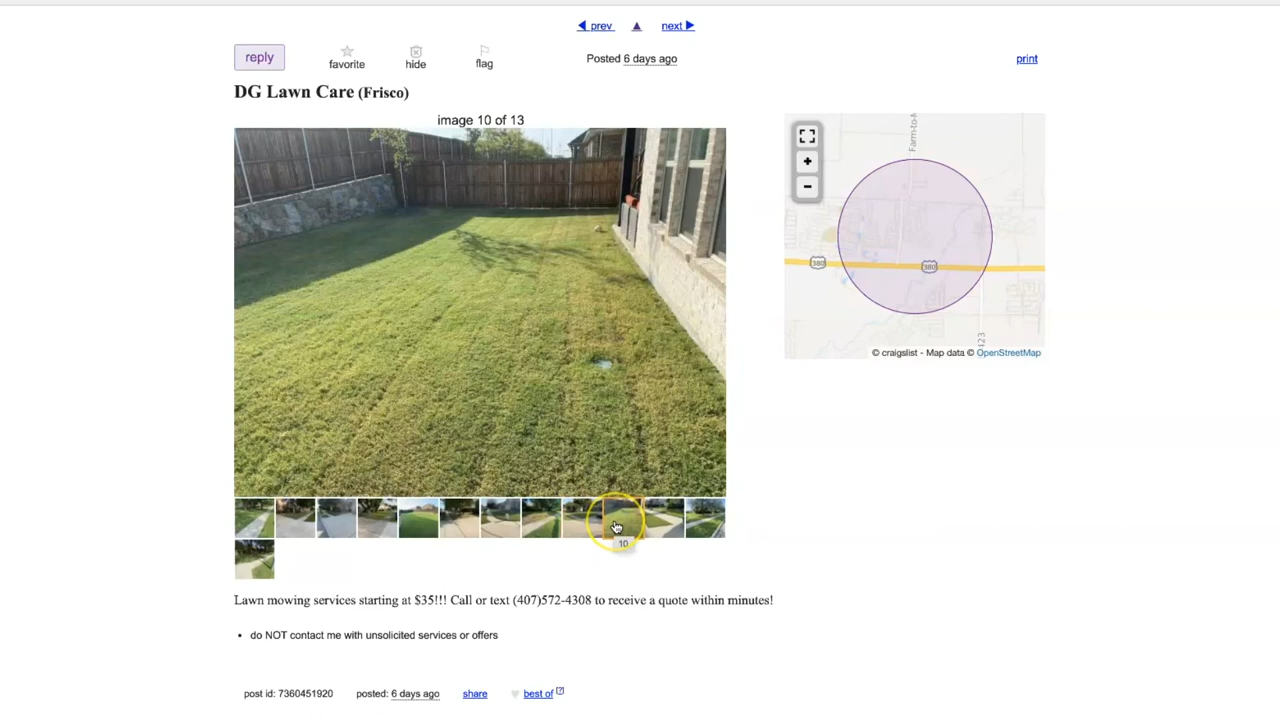 prev
next
reply
favorite
hide
flag
Posted 6 days ago
print
DG Lawn Care (Frisco)
image 10 of 13
+
-
Farm-to-M
380
380
423
© craigslist - Map data © OpenStreetMap
10
Lawn mowing services starting at $35!!! Call or text (407)572-4308 to receive a quote within minutes!
• do NOT contact me with unsolicited services or offers
post id: 7360451920 posted: 6 days ago share best of [?]